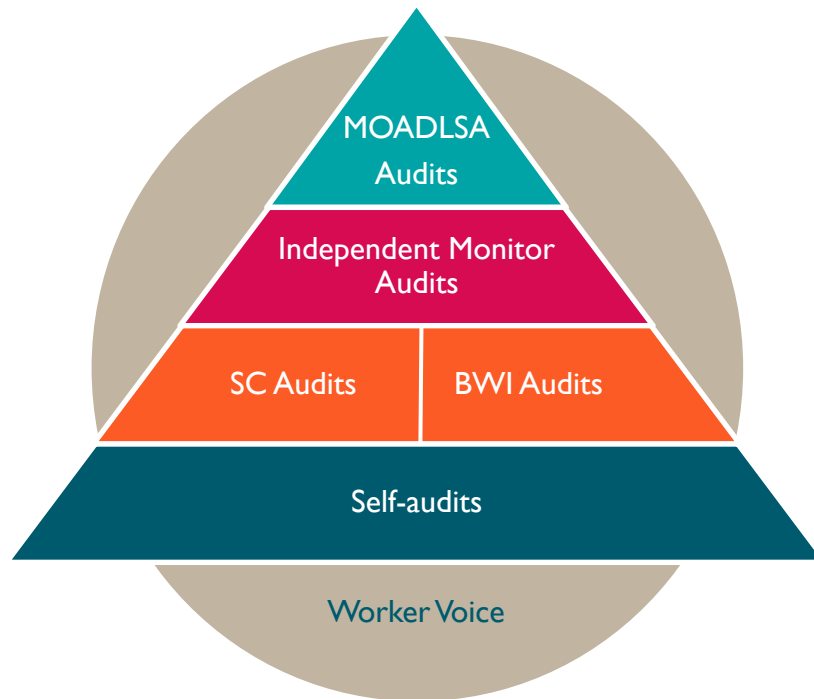 MOADLSA
Audits
Independent Monitor
Audits
SC Audits
BWI Audits
Self-audits
Worker Voice